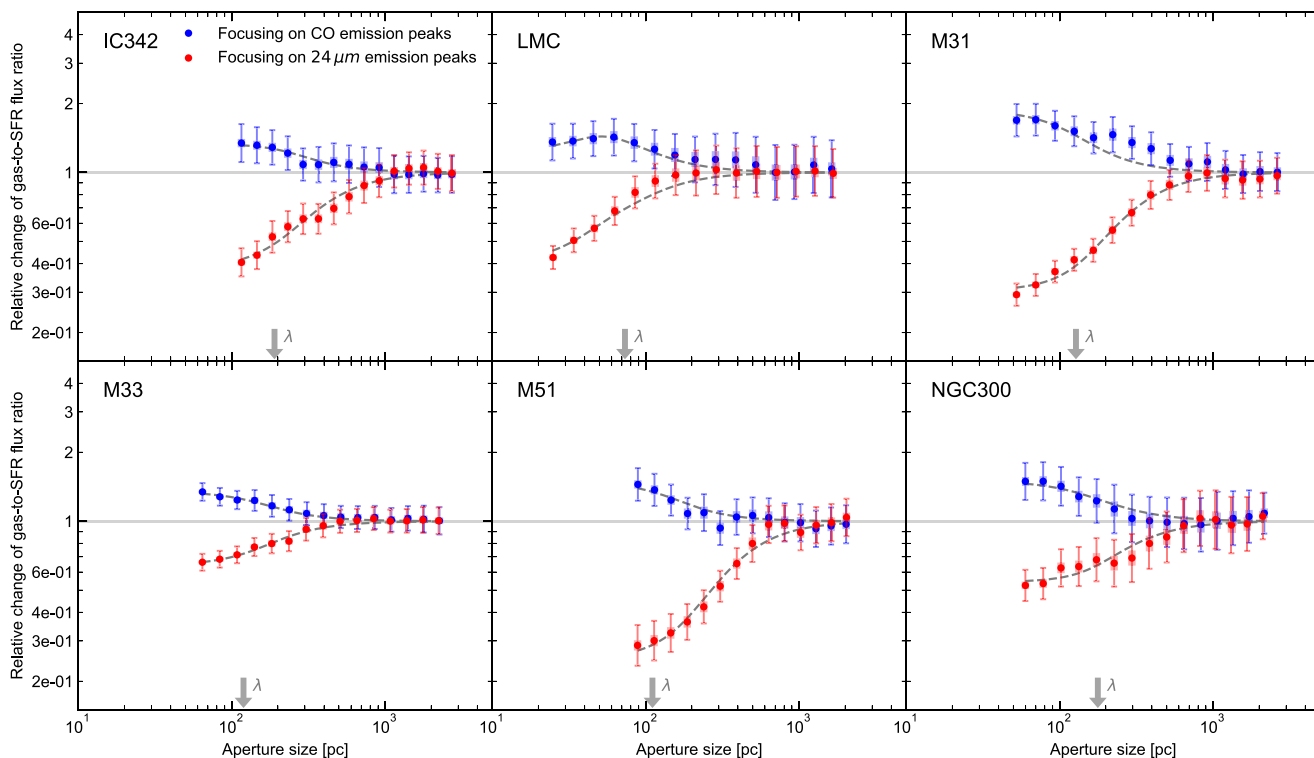 IC342
Focusing on CO emission peaks
Focusing on 24 μm emission peaks
LMC
M31
Relative change of gas-to-SFR flux ratio
4
2
1
6e-01
4e-01
3e-01
2e-01
λ
λ
λ
M33
M51
NGC300
Relative change of gas-to-SFR flux ratio
4
2
1
6e-01
4e-01
3e-01
2e-01
λ
λ
λ
10¹ 10² 10³ 10¹ 10² 10³ 10¹ 10² 10³
Aperture size [pc] Aperture size [pc] Aperture size [pc]